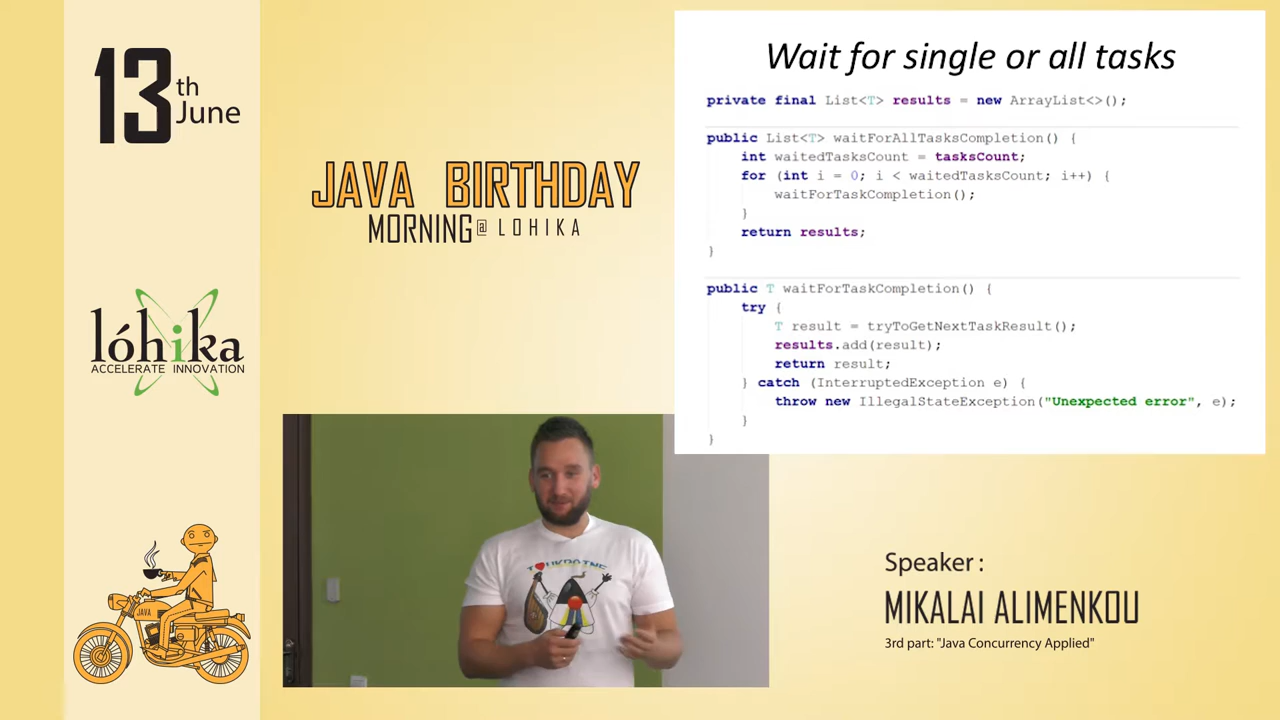 13th
June
lóhika
ACCELERATE INNOVATION
JAVA
JAVA BIRTHDAY
MORNING @ LOHIKA
Wait for single or all tasks
private final List<T> results = new ArrayList<>();
public List<T> waitForAllTasksCompletion() {
int waitedTasksCount = tasksCount;
for (int i = 0; i < waitedTasksCount; i++) {
waitForTaskCompletion();
}
return results;
}
public T waitForTaskCompletion() {
try {
T result = tryToGetNextTaskResult();
results.add(result);
return result;
} catch (InterruptedException e) {
throw new IllegalStateException("Unexpected error", e);
}
}
Speaker :
MIKALAI ALIMENKOU
3rd part: "Java Concurrency Applied"